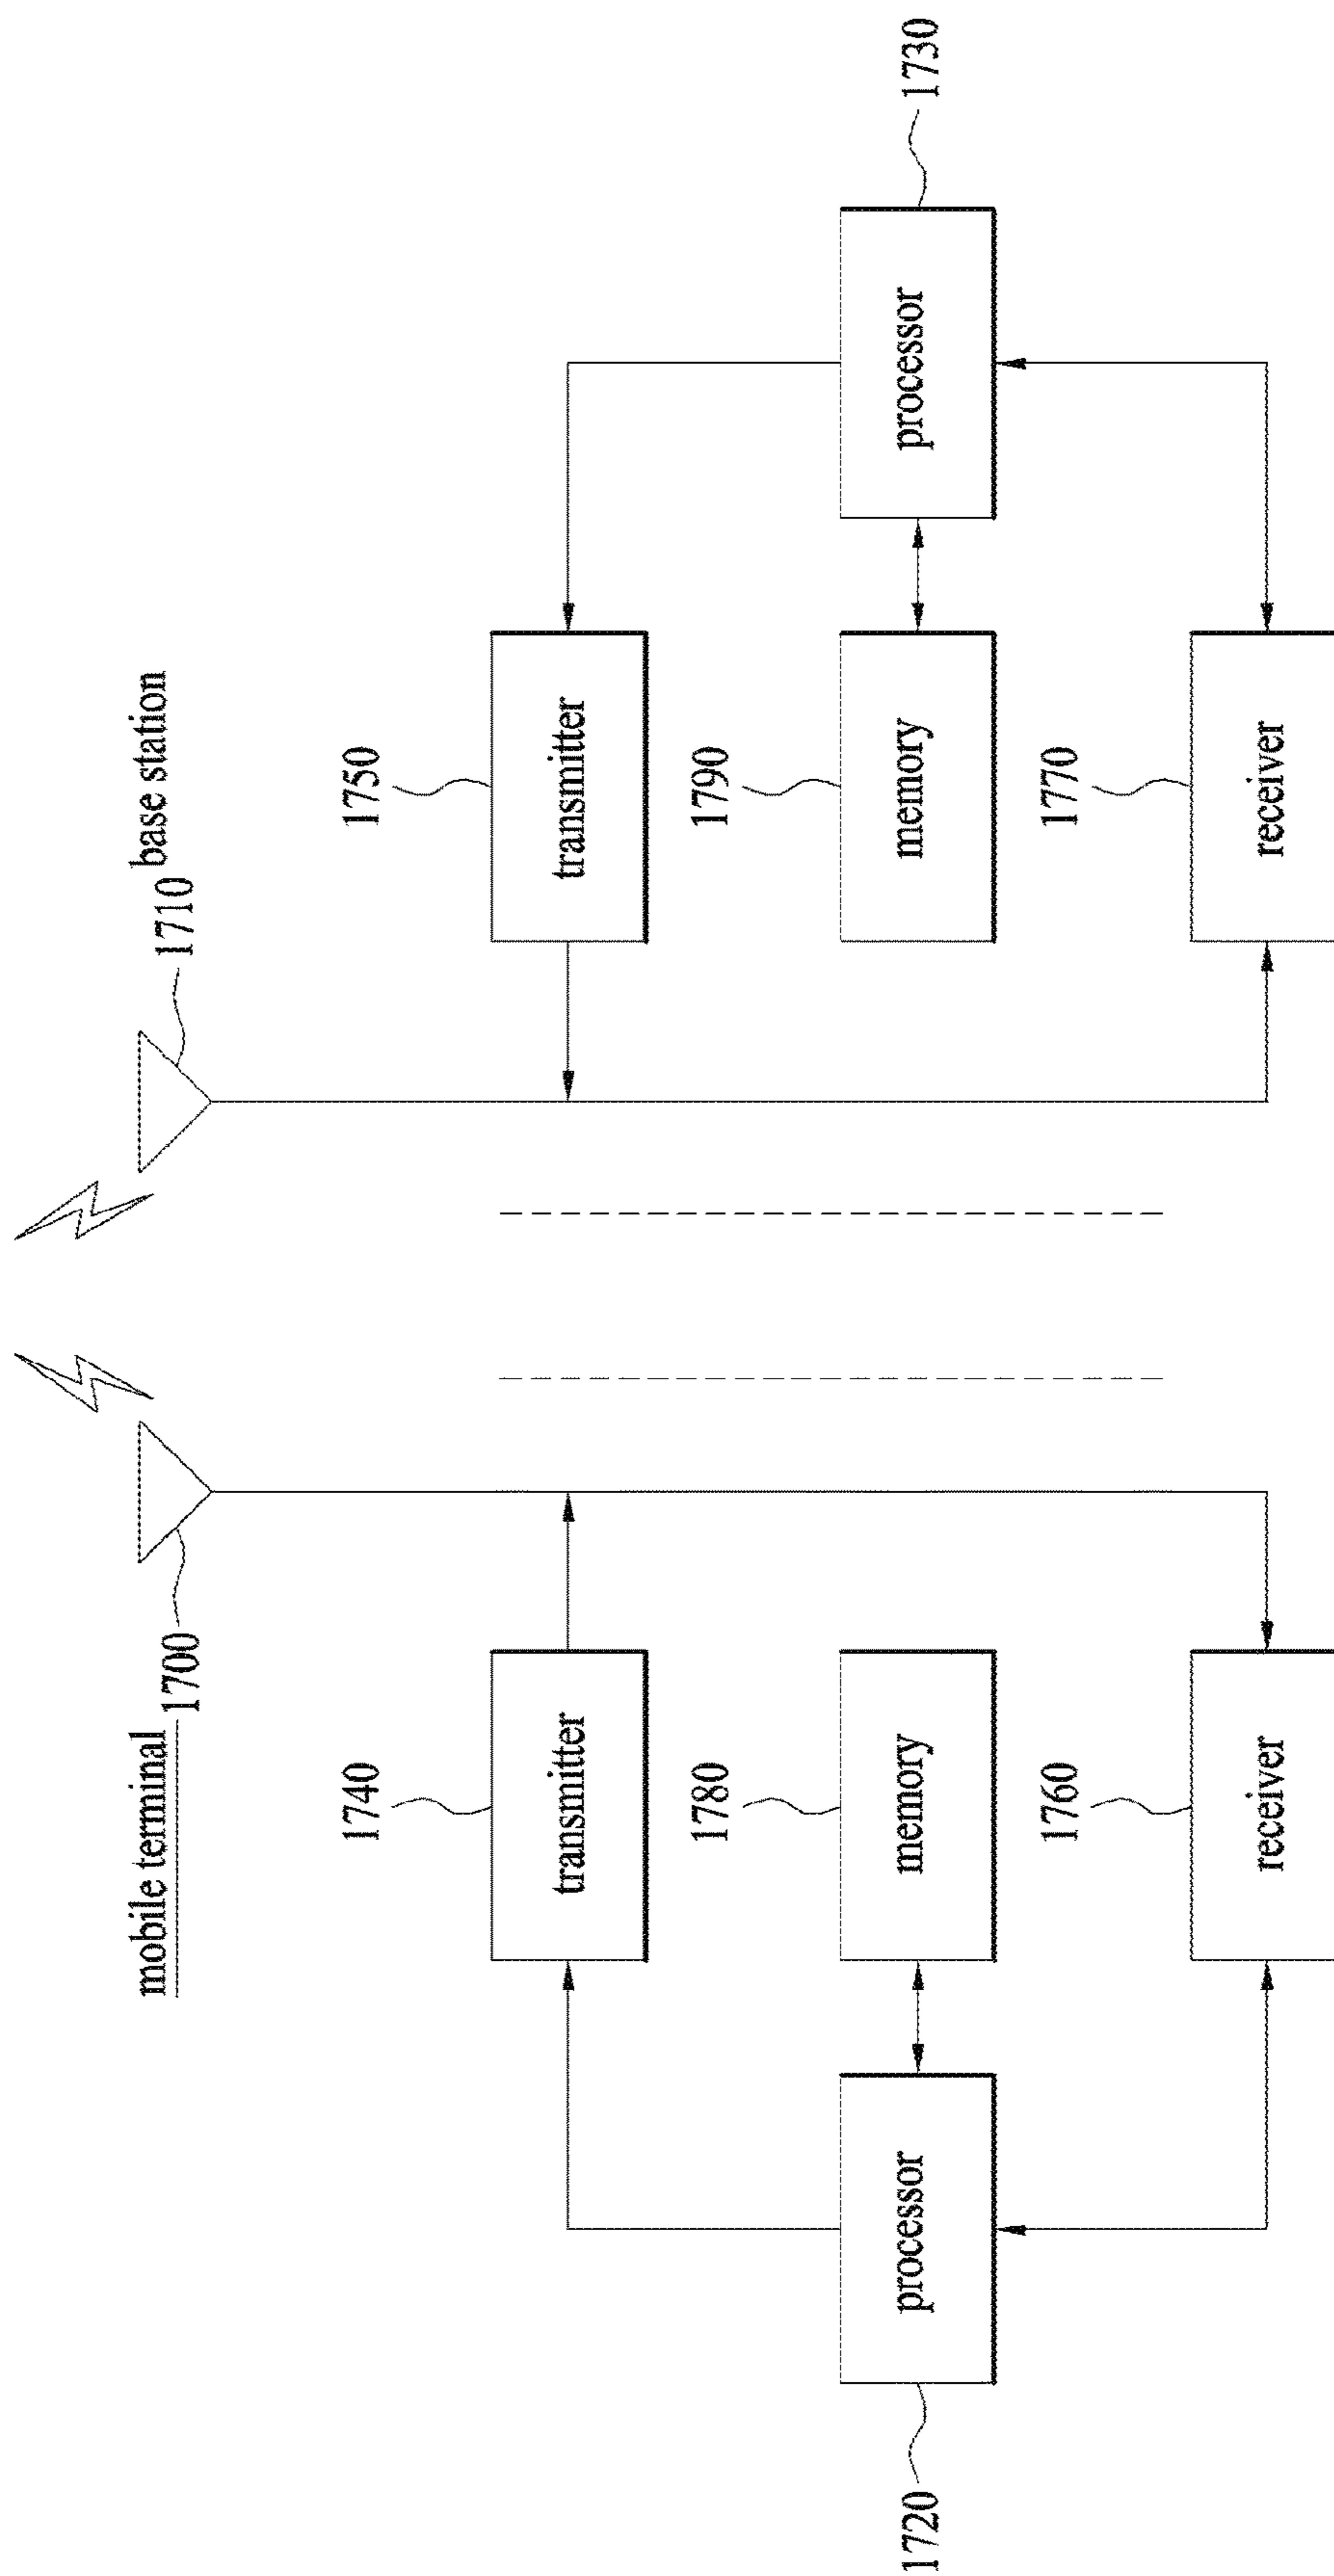 mobile terminal 1700
1710 base station
1740
transmitter
1750
transmitter
1720
processor
1780
memory
1790
memory
processor
1730
1760
receiver
1770
receiver